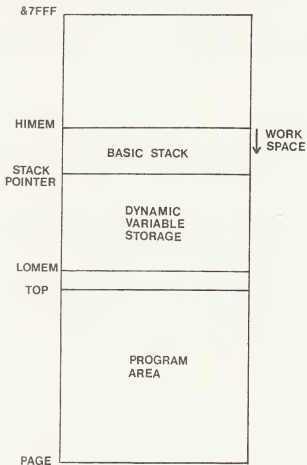 &7FFF
HIMEM
WORK
SPACE
BASIC STACK
STACK
POINTER
DYNAMIC
VARIABLE
STORAGE
LOMEM
TOP
PROGRAM
AREA
PAGE